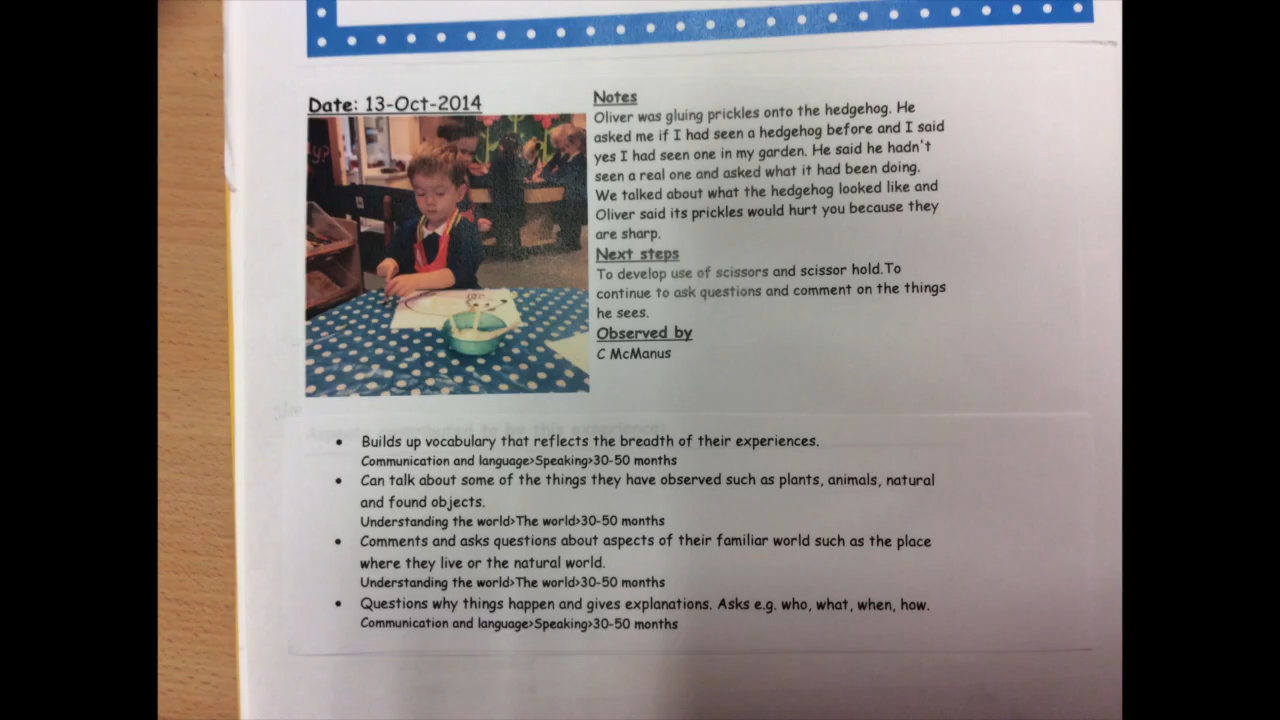 Date: 13-Oct-2014
Notes
Oliver was gluing prickles onto the hedgehog. He
asked me if I had seen a hedgehog before and I said
yes I had seen one in my garden. He said he hadn't
seen a real one and asked what it had been doing.
We talked about what the hedgehog looked like and
Oliver said its prickles would hurt you because they
are sharp.
Next steps
To develop use of scissors and scissor hold.To
continue to ask questions and comment on the things
he sees.
Observed by
C McManus
Builds up vocabulary that reflects the breadth of their experiences.
Communication and language>Speaking>30-50 months
Can talk about some of the things they have observed such as plants, animals, natural
and found objects.
Understanding the world>The world>30-50 months
Comments and asks questions about aspects of their familiar world such as the place
where they live or the natural world.
Understanding the world>The world>30-50 months
Questions why things happen and gives explanations. Asks e.g. who, what, when, how.
Communication and language>Speaking>30-50 months